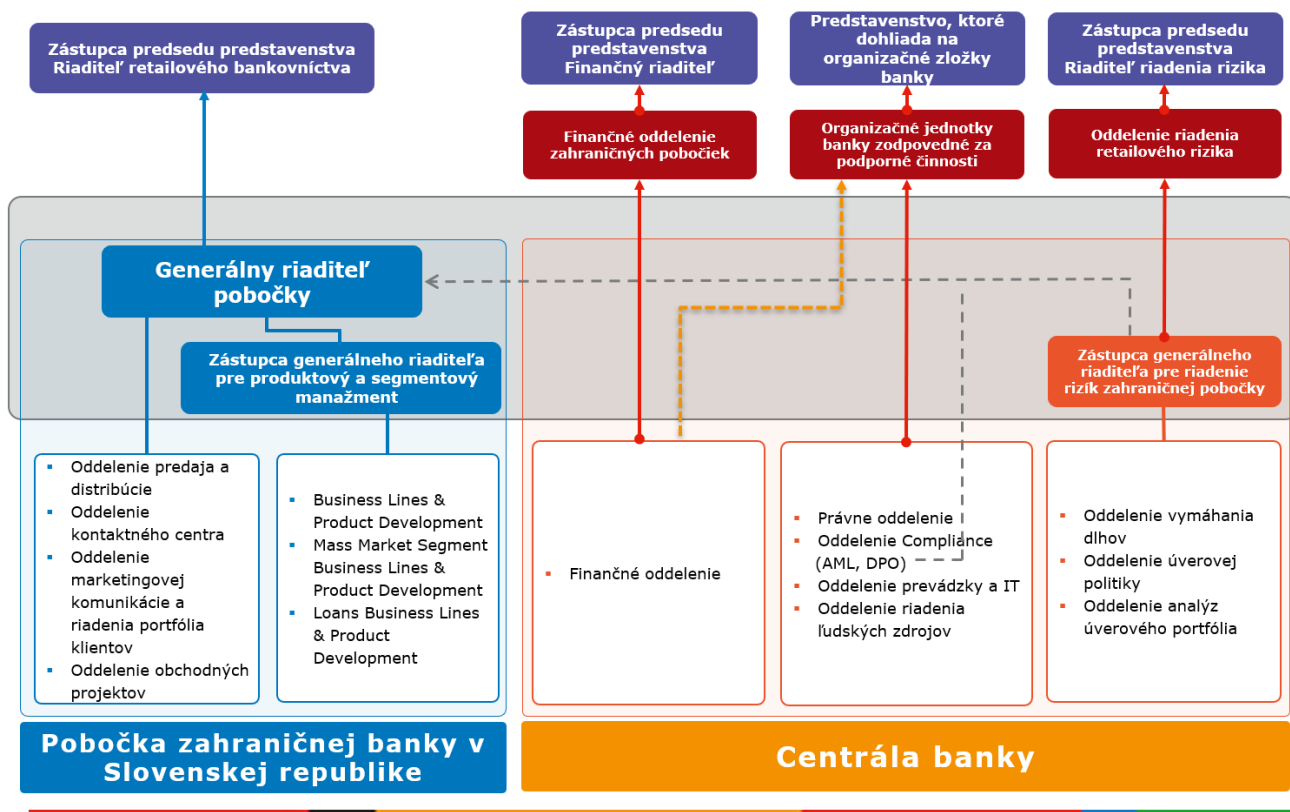 Zástupca predsedu predstavenstva
Riaditeľ retailového bankovníctva
Zástupca predsedu
predstavenstva
Finančný riaditeľ
Predstavenstvo, ktoré
dohliada na
organizačné zložky
banky
Zástupca predsedu
predstavenstva
Riaditeľ riadenia rizika
Finančné oddelenie
zahraničných pobočiek
Organizačné jednotky
banky zodpovedné za
podporné činnosti
Oddelenie riadenia
retailového rizika
Generálny riaditeľ
pobočky
Zástupca generálneho riaditeľa
pre produktový a segmentový
manažment
Zástupca generálneho
riaditeľa pre riadenie
rizík zahraničnej pobočky
▪ Oddelenie predaja a
distribúcie
▪ Oddelenie
kontaktného centra
▪ Oddelenie
marketingovej
komunikácie a
riadenia portfólia
klientov
▪ Oddelenie obchodných
projektov
▪ Business Lines &
Product Development
▪ Mass Market Segment
Business Lines &
Product Development
▪ Loans Business Lines
& Product
Development
▪ Finančné oddelenie
▪ Právne oddelenie
▪ Oddelenie Compliance
(AML, DPO)
▪ Oddelenie prevádzky a IT
▪ Oddelenie riadenia
ľudských zdrojov
▪ Oddelenie vymáhania
dlhov
▪ Oddelenie úverovej
politiky
▪ Oddelenie analýz
úverového portfólia
Pobočka zahraničnej banky v
Slovenskej republike
Centrála banky